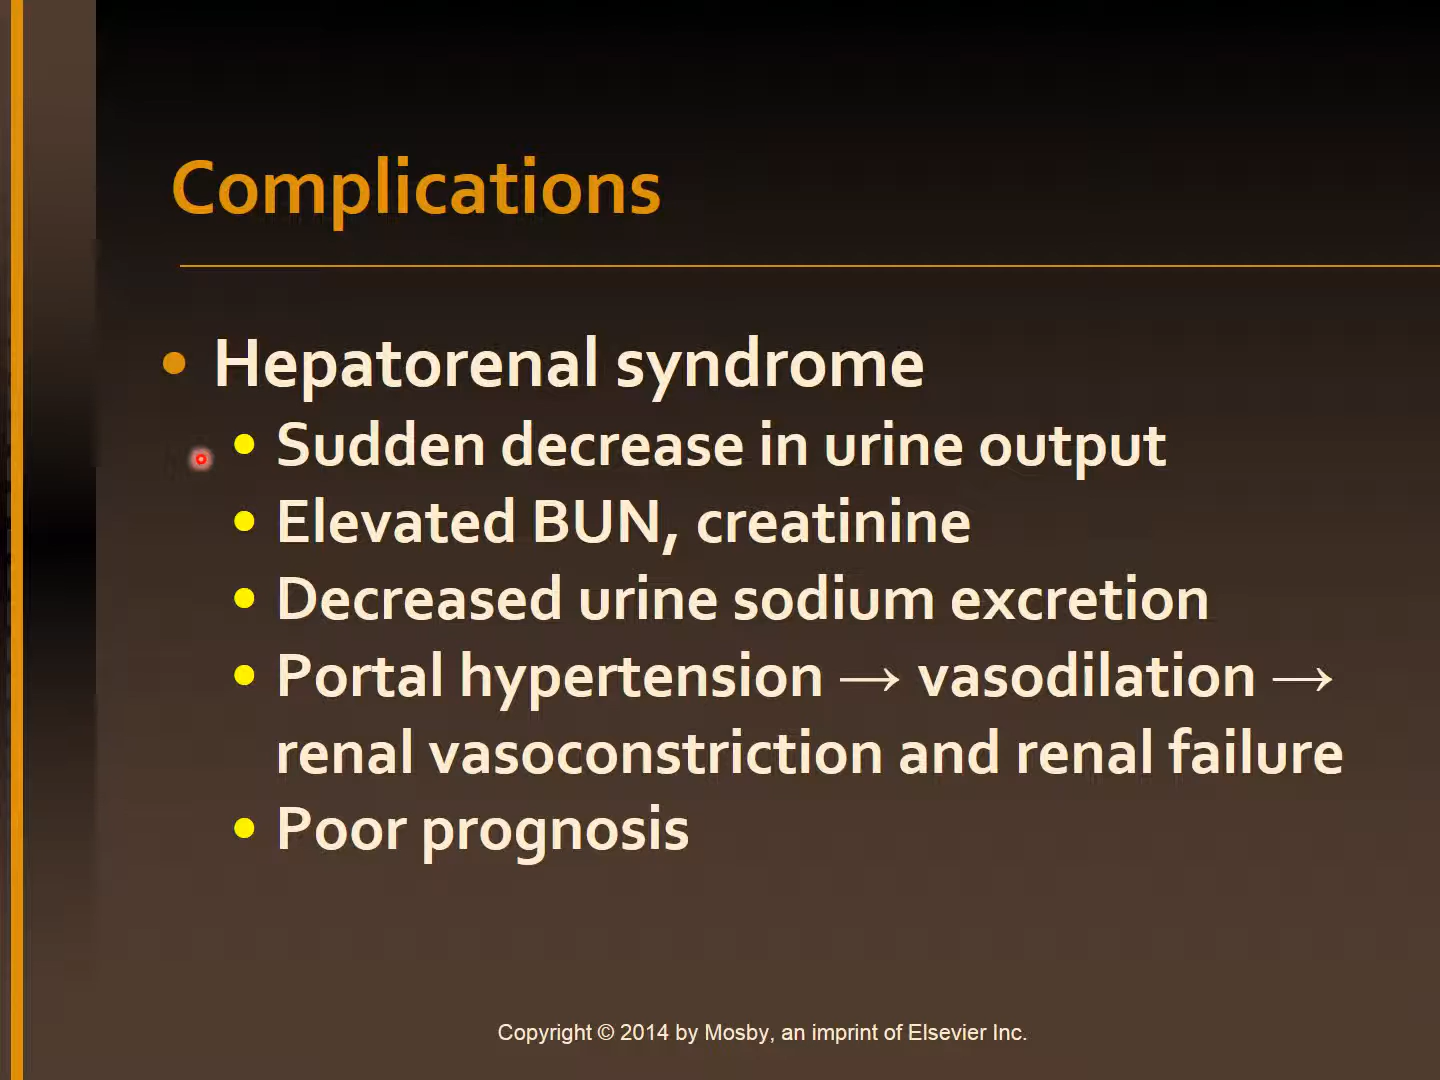 Complications
• Hepatorenal syndrome
• Sudden decrease in urine output
• Elevated BUN, creatinine
• Decreased urine sodium excretion
• Portal hypertension → vasodilation →
renal vasoconstriction and renal failure
• Poor prognosis
Copyright © 2014 by Mosby, an imprint of Elsevier Inc.